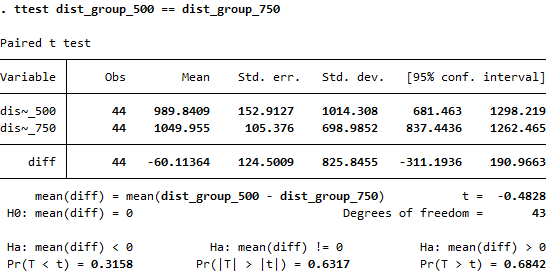 . ttest dist_group_500 == dist_group_750
Paired t test
Variable Obs Mean Std. err. Std. dev. [95% conf. interval]
dis~_500 44 989.8409 152.9127 1014.308 681.463 1298.219
dis~_750 44 1049.955 105.376 698.9852 837.4436 1262.465
diff 44 -60.11364 124.5009 825.8455 -311.1936 190.9663
mean(diff) = mean(dist_group_500 - dist_group_750) t = -0.4828
H0: mean(diff) = 0 Degrees of freedom = 43
Ha: mean(diff) < 0 Ha: mean(diff) != 0 Ha: mean(diff) > 0
Pr(T < t) = 0.3158 Pr(|T| > |t|) = 0.6317 Pr(T > t) = 0.6842